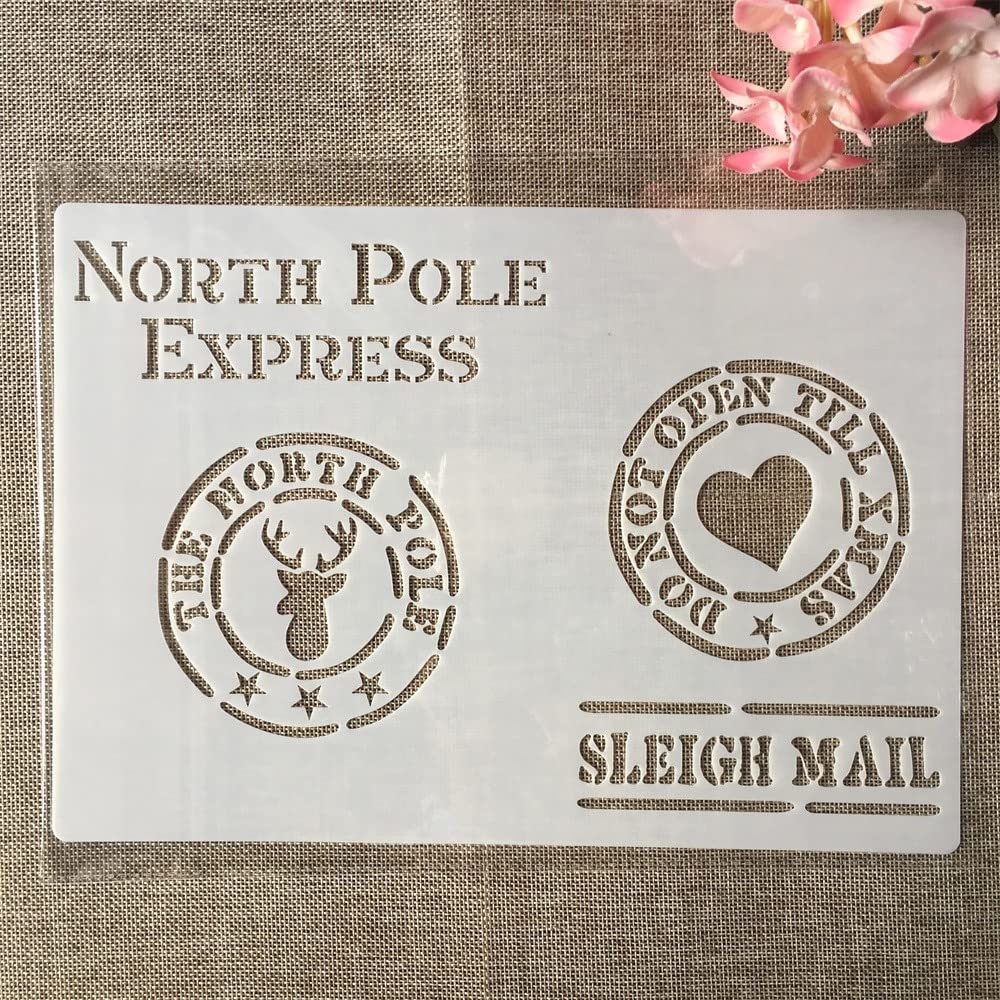 NORTH POLE
EXPRESS
THE NORTH POLE
DO NOT OPEN TILL XMAS
SLEIGH MAIL